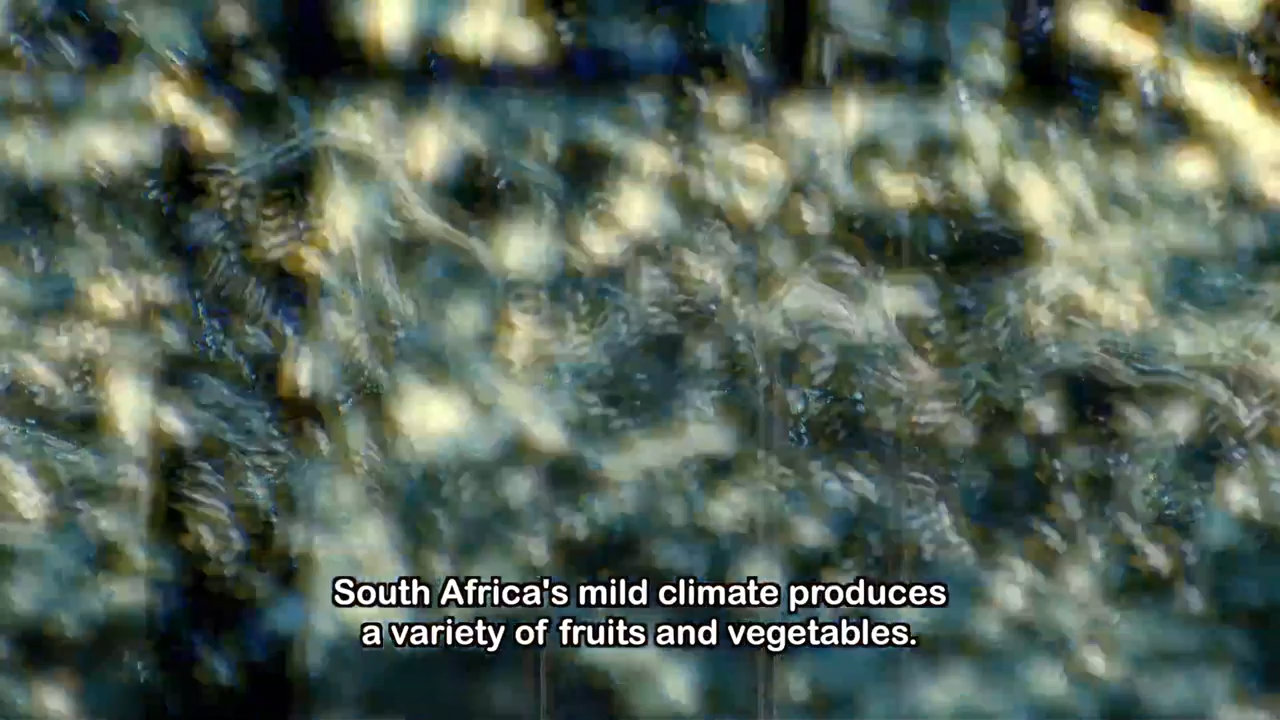 South Africa's mild climate produces
a variety of fruits and vegetables.